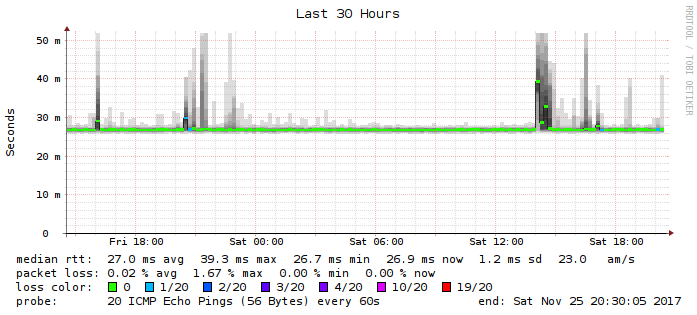 Last 30 Hours
RRDTOOL / TOBI OETIKER
Seconds
50 m
40 m
30 m
20 m
10 m
0
Fri 18:00 Sat 00:00 Sat 06:00 Sat 12:00 Sat 18:00
median rtt: 27.0 ms avg 39.3 ms max 26.7 ms min 26.9 ms now 1.2 ms sd 23.0 am/s
packet loss: 0.02 % avg 1.67 % max 0.00 % min 0.00 % now
loss color: 0 1/20 2/20 3/20 4/20 10/20 19/20
probe: 20 ICMP Echo Pings (56 Bytes) every 60s end: Sat Nov 25 20:30:05 2017